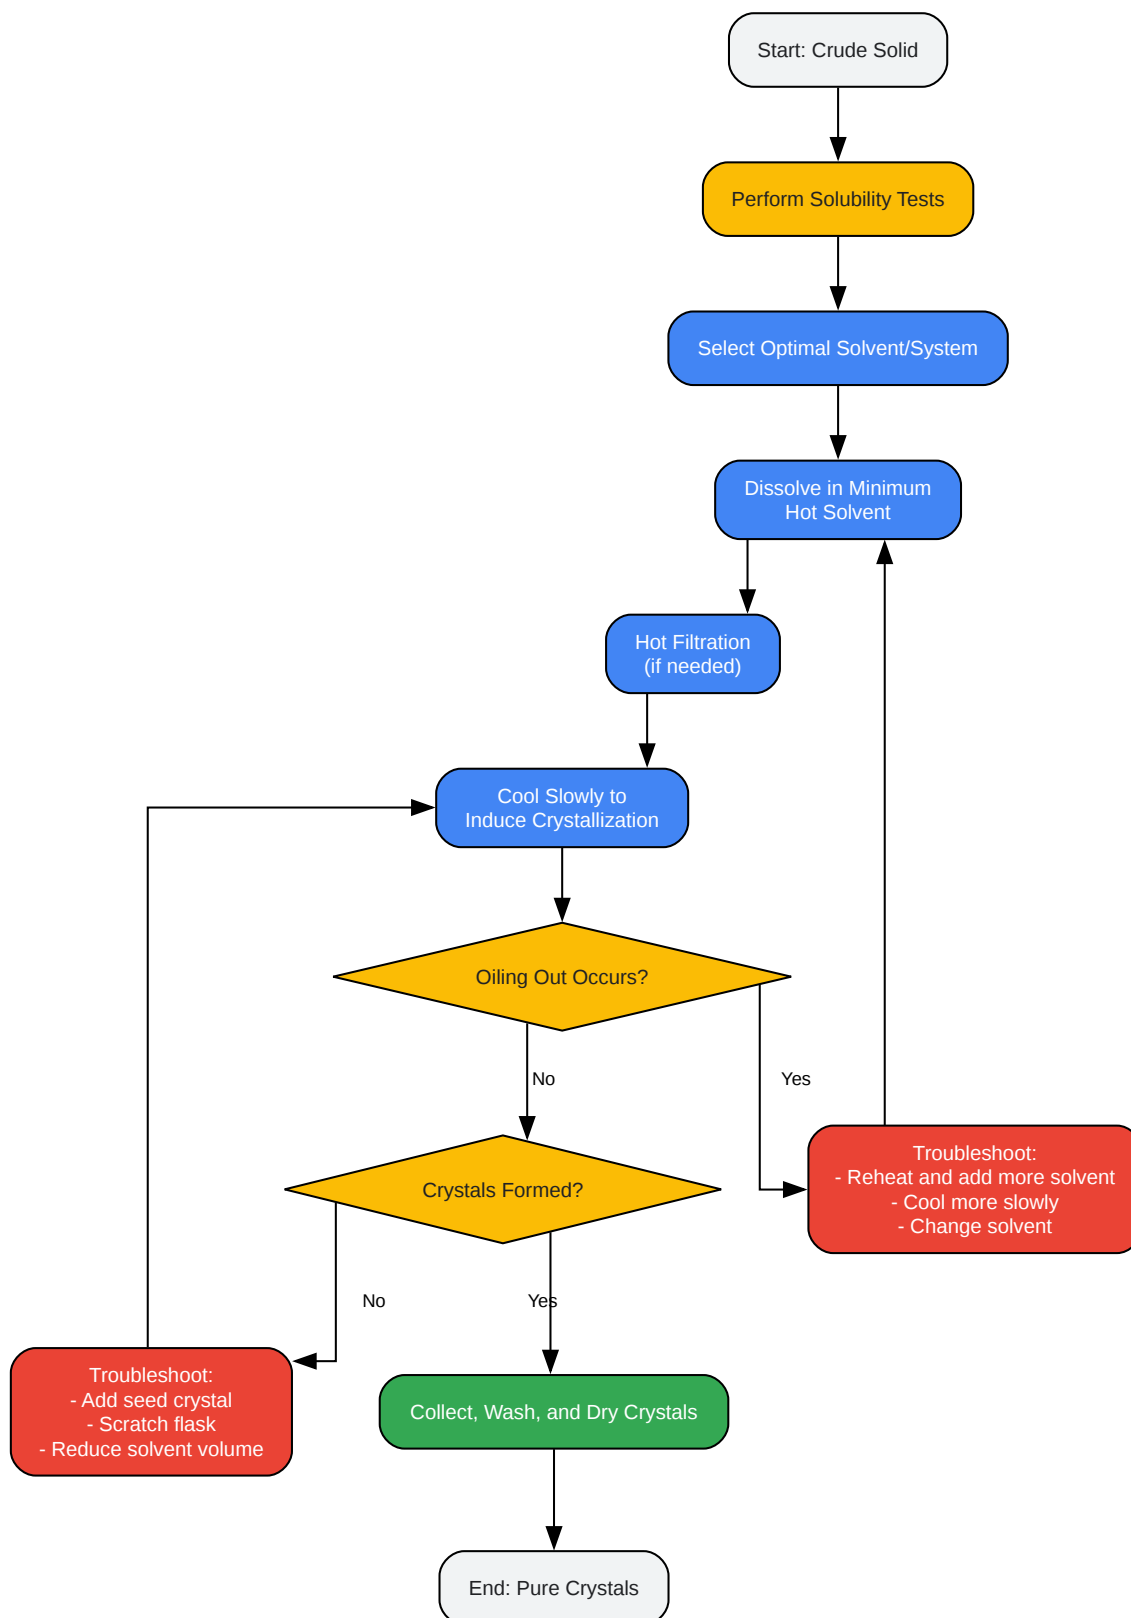 Start: Crude Solid
Perform Solubility Tests
Select Optimal Solvent/System
Dissolve in Minimum
Hot Solvent
Hot Filtration
(if needed)
Cool Slowly to
Induce Crystallization
Oiling Out Occurs?
No
Yes
Troubleshoot:
- Reheat and add more solvent
- Cool more slowly
- Change solvent
Crystals Formed?
No
Yes
Troubleshoot:
- Add seed crystal
- Scratch flask
- Reduce solvent volume
Collect, Wash, and Dry Crystals
End: Pure Crystals